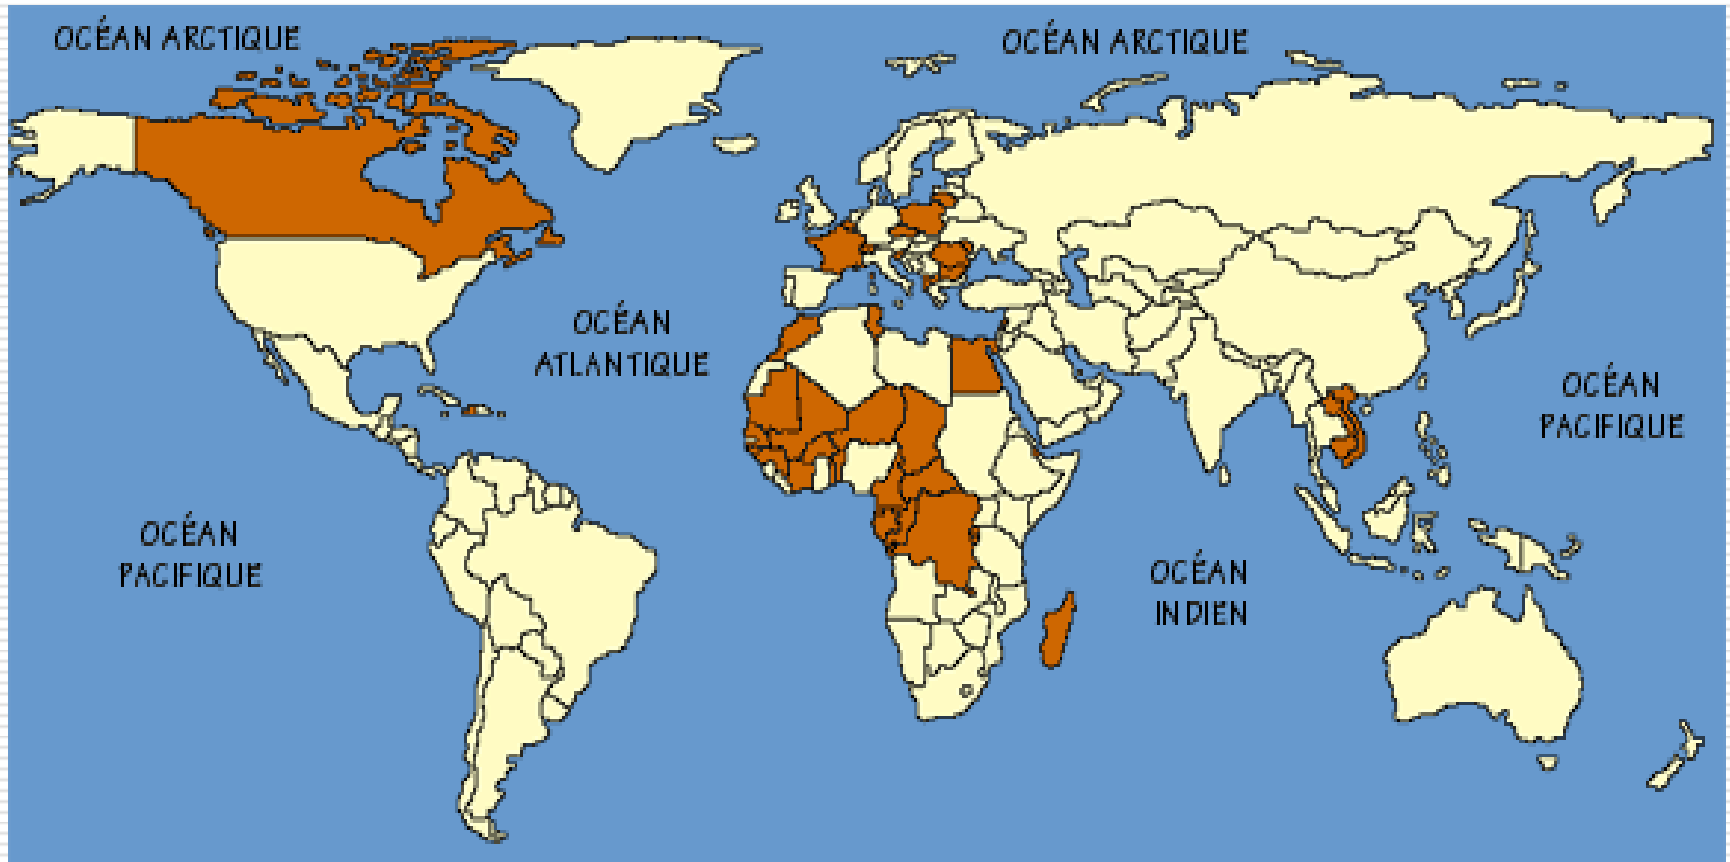 OCÉAN ARCTIQUE
OCÉAN ARCTIQUE
OCÉAN
ATLANTIQUE
OCÉAN
PACIFIQUE
OCÉAN
PACIFIQUE
OCÉAN
INDIEN